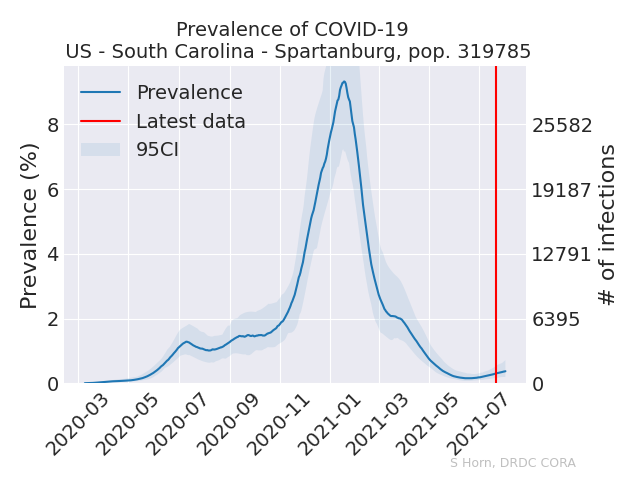 Prevalence of COVID-19
US - South Carolina - Spartanburg, pop. 319785
Prevalence
Latest data
95CI
Prevalence (%)
8
6
4
2
0
25582
19187
12791
6395
0
# of infections
2020-03
2020-05
2020-07
2020-09
2020-11
2021-01
2021-03
2021-05
2021-07
S Horn, DRDC CORA